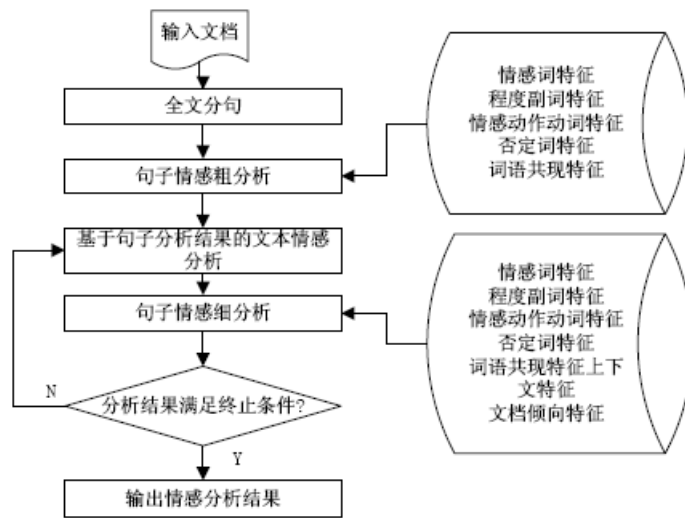 输入文档
全文分句
句子情感粗分析
基于句子分析结果的文本情感
分析
句子情感细分析
分析结果满足终止条件?
N
Y
输出情感分析结果
情感词特征
程度副词特征
情感动作动词特征
否定词特征
词语共现特征
情感词特征
程度副词特征
情感动作动词特征
否定词特征
词语共现特征上下
文特征
文档倾向特征